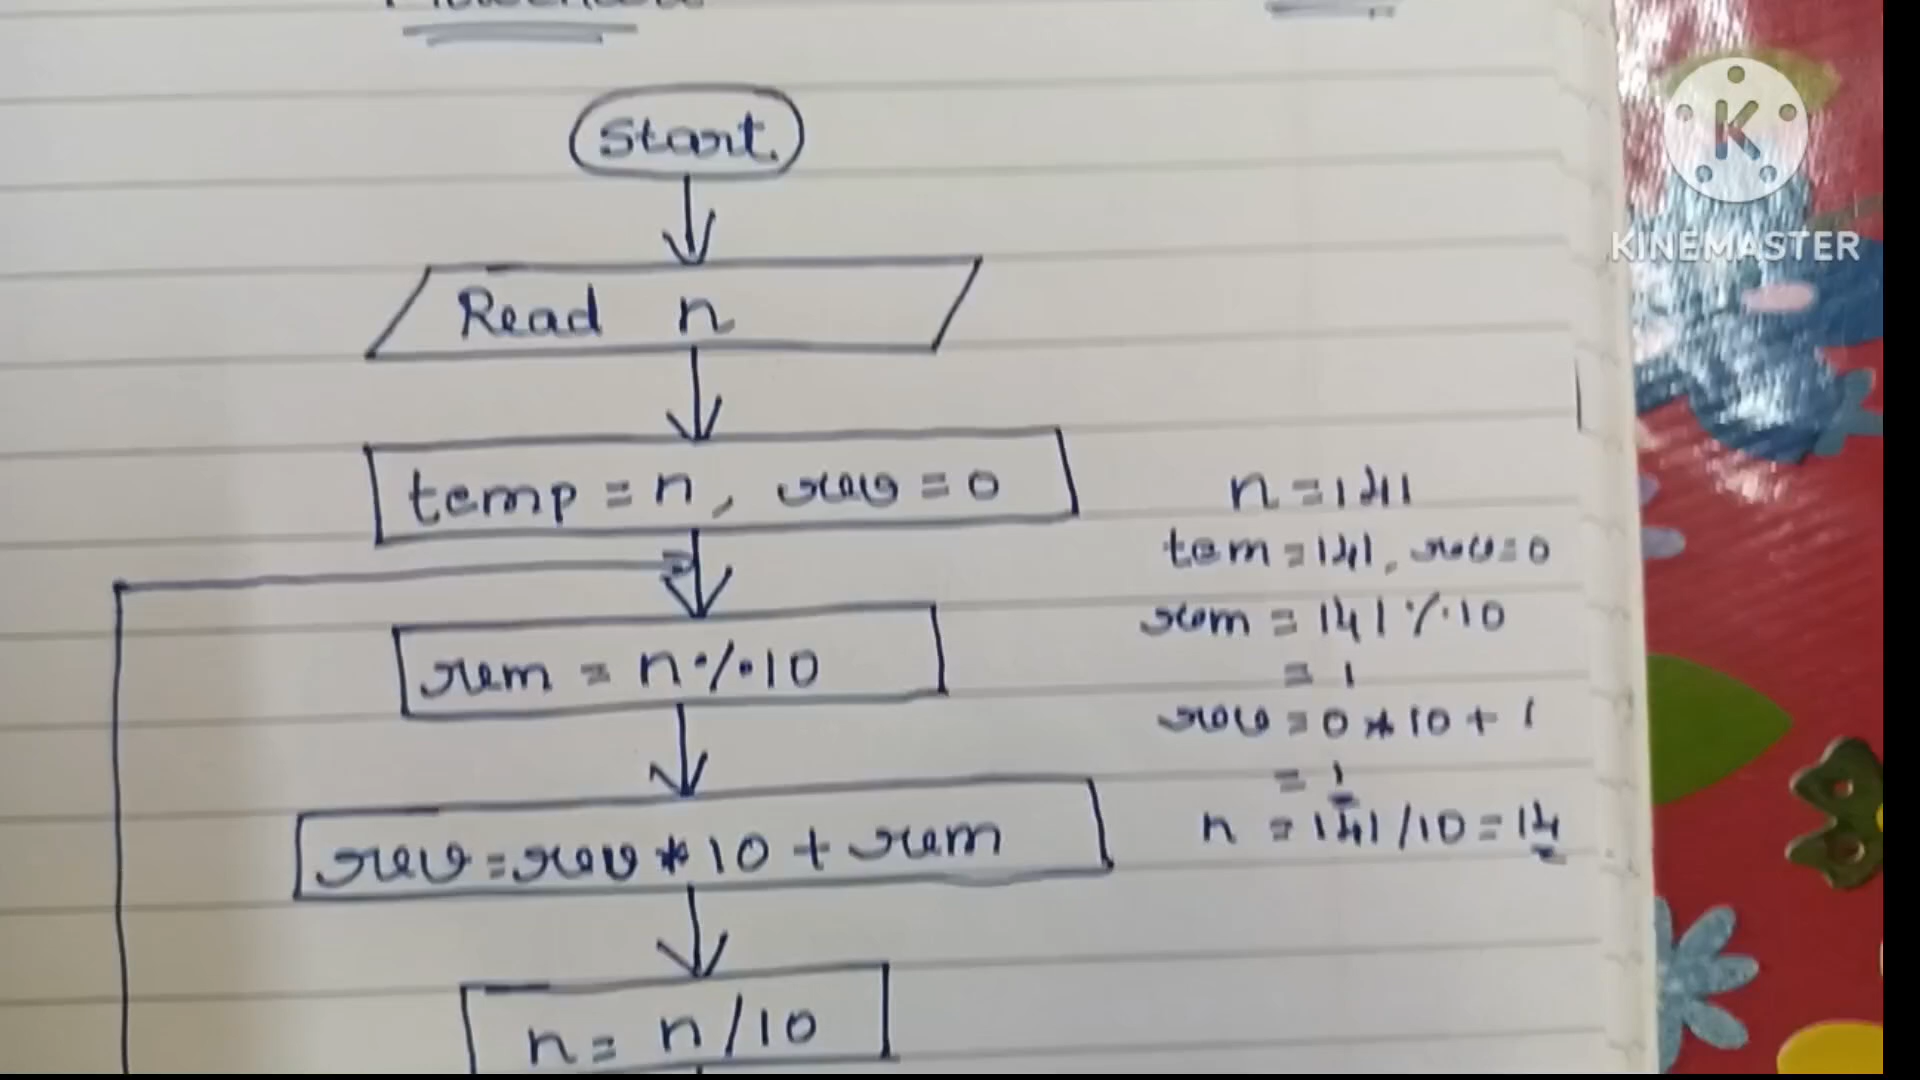 Start
Read n
temp = n, rev = 0
rem = n % 10
rev = rev * 10 + rem
n = n / 10
n = 141
tem = 141, rev = 0
rem = 141 % 10
= 1
rev = 0 * 10 + 1
= 1
n = 141 / 10 = 14
K
KINEMASTER